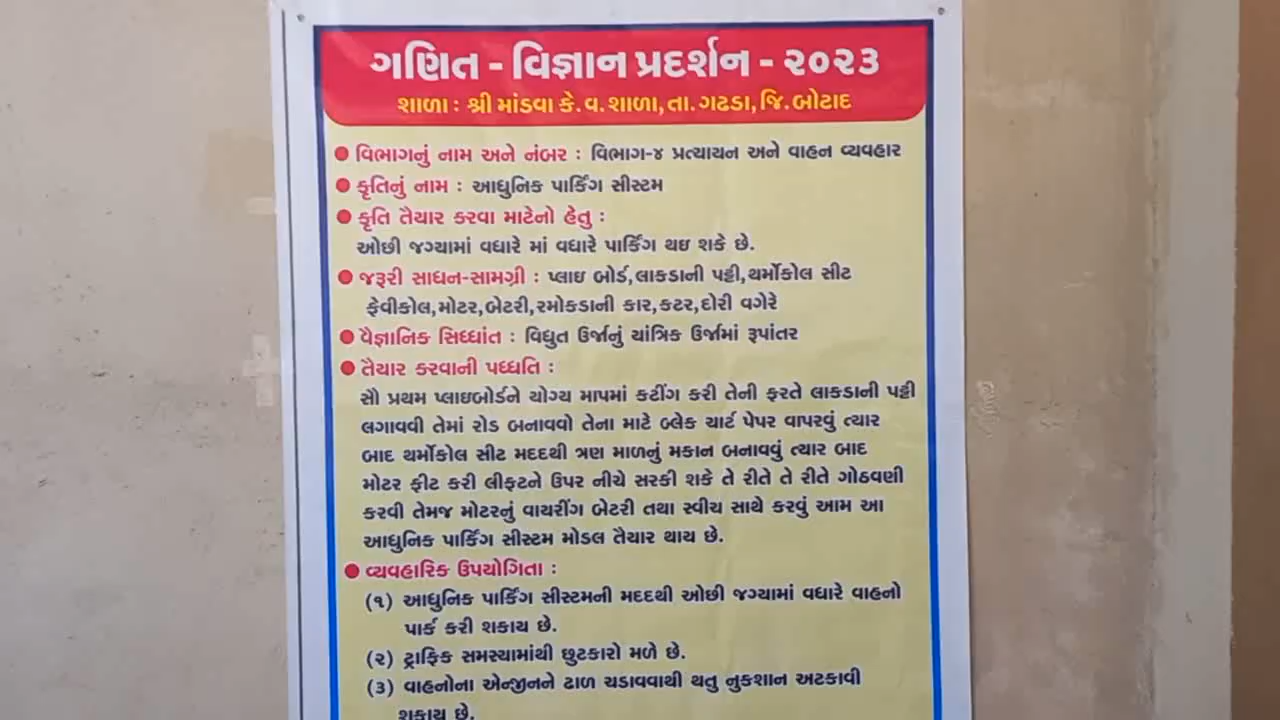 ગણિત - વિજ્ઞાન પ્રદર્શન - ૨૦૨૩
શાળા : શ્રી માંડવા કે. વ. શાળા, તા. ગઢડા, જિ. બોટાદ
વિભાગનું નામ અને નંબર : વિભાગ-૪ પ્રત્યાયન અને વાહન વ્યવહાર
કૃતિનું નામ : આધુનિક પાર્કિંગ સીસ્ટમ
કૃતિ તૈયાર કરવા માટેનો હેતુ :
ઓછી જગ્યામાં વધારે માં વધારે પાર્કિંગ થઇ શકે છે.
જરૂરી સાધન-સામગ્રી : પ્લાઇ બોર્ડ, લાકડાની પટ્ટી, થર્મોકોલ સીટ
ફેવીકોલ, મોટર, બેટરી, રમોકડાની કાર, કટર, દોરી વગેરે
વૈજ્ઞાનિક સિધ્ધાંત : વિધુત ઉર્જાનું યાંત્રિક ઉર્જામાં રૂપાંતર
તૈયાર કરવાની પધ્ધતિ :
સૌ પ્રથમ પ્લાઇબોર્ડને યોગ્ય માપમાં કટીંગ કરી તેની ફરતે લાકડાની પટ્ટી
લગાવવી તેમાં રોડ બનાવવો તેના માટે બ્લેક ચાર્ટ પેપર વાપરવું ત્યાર
બાદ થર્મોકોલ સીટ મદદથી ત્રણ માળનું મકાન બનાવવું ત્યાર બાદ
મોટર ફીટ કરી લીફટને ઉપર નીચે સરકી શકે તે રીતે તે રીતે ગોઠવણી
કરવી તેમજ મોટરનું વાયરીંગ બેટરી તથા સ્વીચ સાથે કરવું આમ આ
આધુનિક પાર્કિંગ સીસ્ટમ મોડલ તૈયાર થાય છે.
વ્યવહારિક ઉપયોગિતા :
(૧) આધુનિક પાર્કિંગ સીસ્ટમની મદદથી ઓછી જગ્યામાં વધારે વાહનો
પાર્ક કરી શકાય છે.
(૨) ટ્રાફિક સમસ્યામાંથી છુટકારો મળે છે.
(૩) વાહનોના એન્જીનને ઢાળ ચડાવવાથી થતુ નુકશાન અટકાવી
શકાય છે.